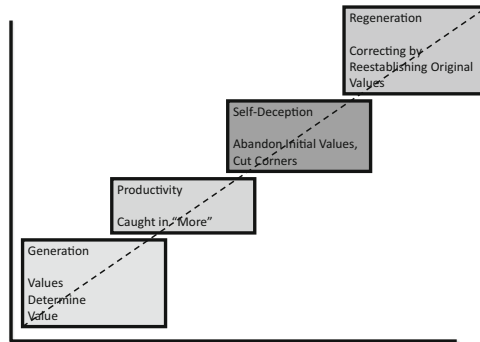 Regeneration
Correcting by
Reestablishing Original
Values
Self-Deception
Abandon Initial Values,
Cut Corners
Productivity
Caught in “More”
Generation
Values
Determine
Value